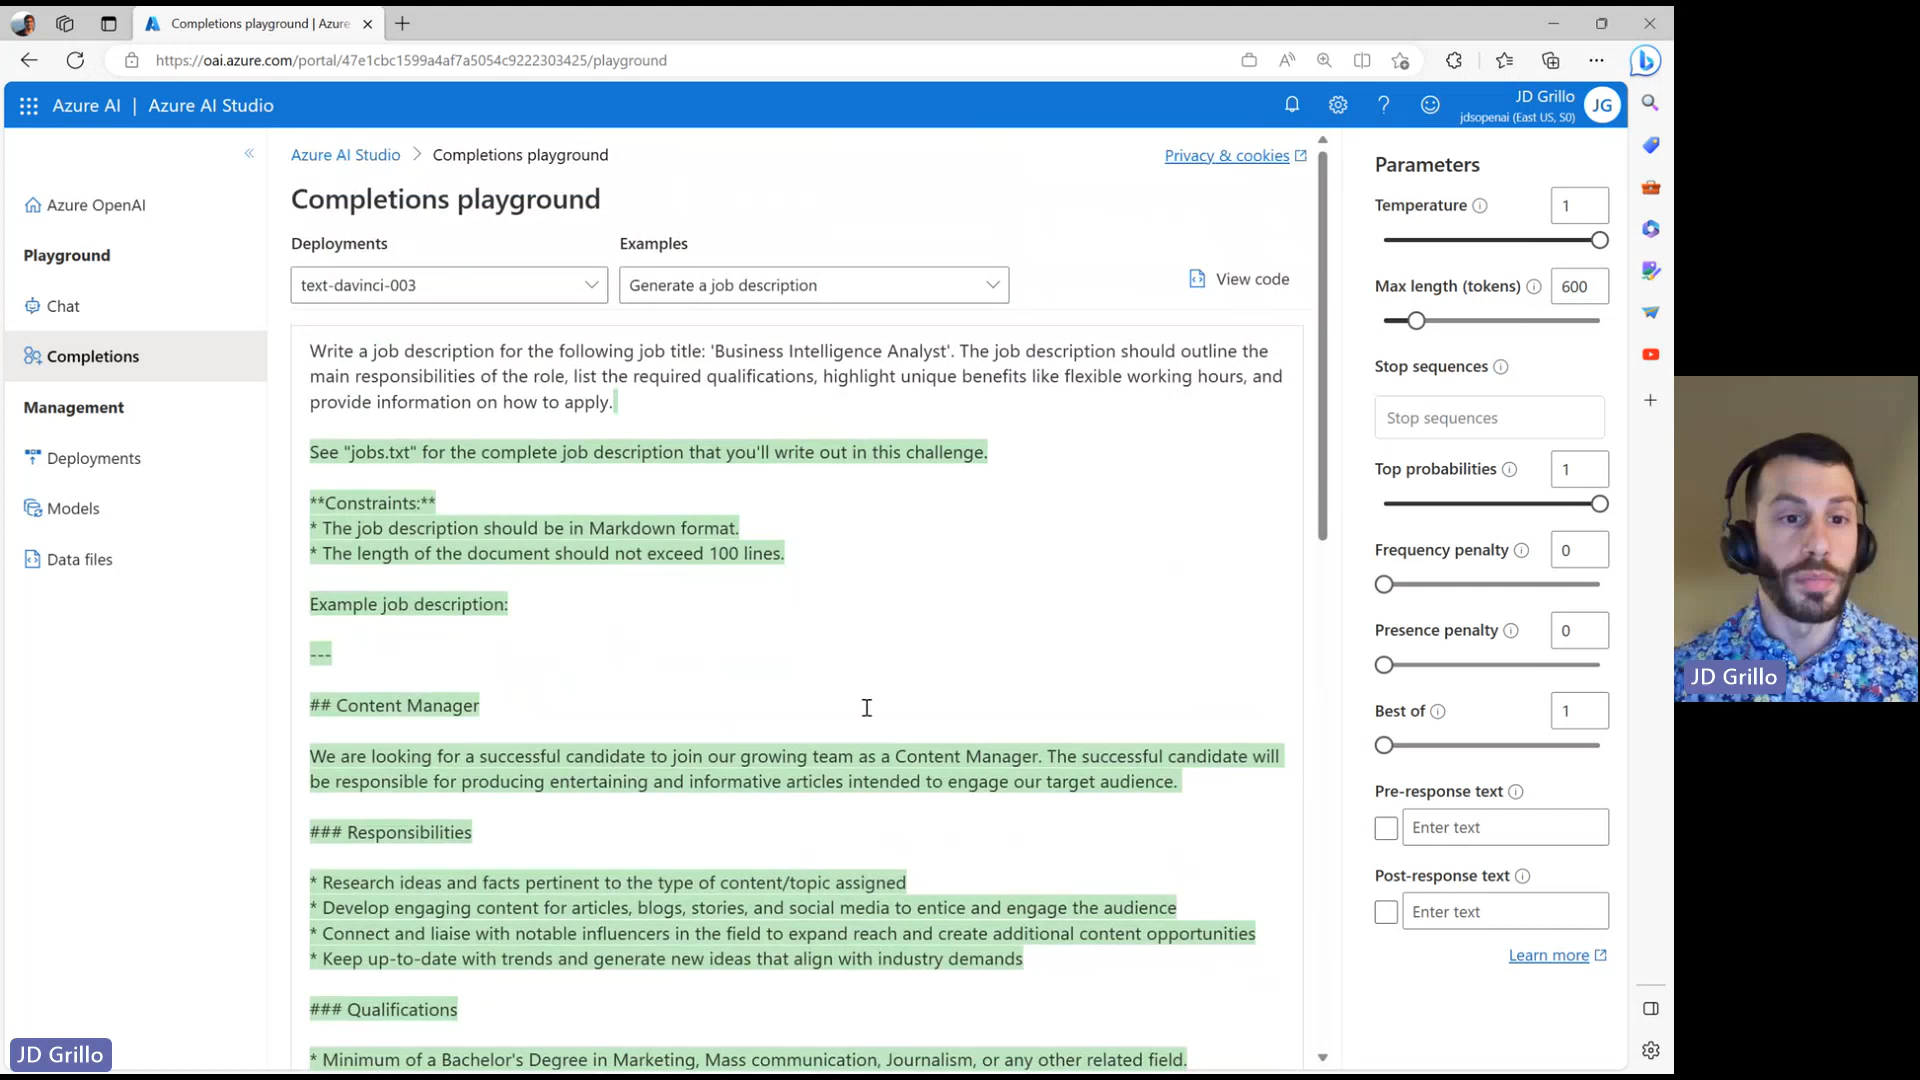 Completions playground | Azure
https://oai.azure.com/portal/47e1cbc1599a4af7a5054c9222303425/playground
Azure AI | Azure AI Studio
JD Grillo
jdsopenai (East US, S0)
JG
Azure AI Studio > Completions playground
Privacy & cookies
Completions playground
Azure OpenAI
Playground
Chat
Completions
Management
Deployments
Models
Data files
Deployments
Examples
text-davinci-003
Generate a job description
View code
Write a job description for the following job title: 'Business Intelligence Analyst'. The job description should outline the
main responsibilities of the role, list the required qualifications, highlight unique benefits like flexible working hours, and
provide information on how to apply.
See "jobs.txt" for the complete job description that you'll write out in this challenge.
**Constraints:**
* The job description should be in Markdown format.
* The length of the document should not exceed 100 lines.
Example job description:
---
## Content Manager
We are looking for a successful candidate to join our growing team as a Content Manager. The successful candidate will
be responsible for producing entertaining and informative articles intended to engage our target audience.
### Responsibilities
* Research ideas and facts pertinent to the type of content/topic assigned
* Develop engaging content for articles, blogs, stories, and social media to entice and engage the audience
* Connect and liaise with notable influencers in the field to expand reach and create additional content opportunities
* Keep up-to-date with trends and generate new ideas that align with industry demands
### Qualifications
* Minimum of a Bachelor's Degree in Marketing, Mass communication, Journalism, or any other related field.
Parameters
Temperature 1
Max length (tokens) 600
Stop sequences
Stop sequences
Top probabilities 1
Frequency penalty 0
Presence penalty 0
Best of 1
Pre-response text
Enter text
Post-response text
Enter text
Learn more
JD Grillo
JD Grillo